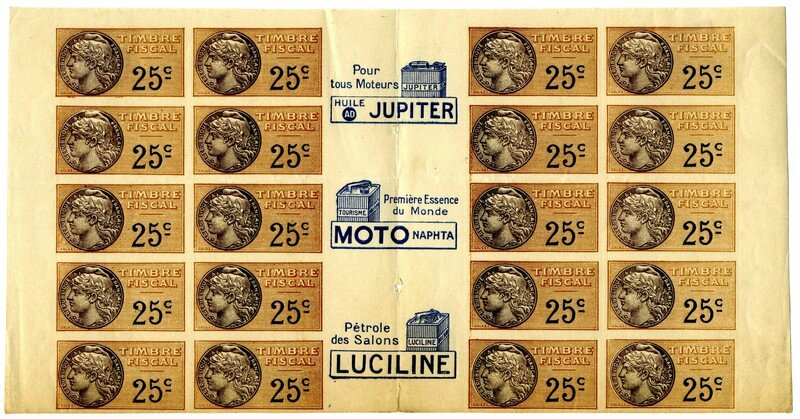 TIMBRE
FISCAL
25c
TIMBRE
FISCAL
25c
TIMBRE
FISCAL
25c
TIMBRE
FISCAL
25c
TIMBRE
FISCAL
25c
TIMBRE
FISCAL
25c
TIMBRE
FISCAL
25c
TIMBRE
FISCAL
25c
TIMBRE
FISCAL
25c
TIMBRE
FISCAL
25c
Pour
tous Moteurs
JUPITER
HUILE
AD
JUPITER
TOURISME
Première Essence
du Monde
MOTO NAPHTA
Pétrole
des Salons
LUCILINE
LUCILINE
TIMBRE
FISCAL
25c
TIMBRE
FISCAL
25c
TIMBRE
FISCAL
25c
TIMBRE
FISCAL
25c
TIMBRE
FISCAL
25c
TIMBRE
FISCAL
25c
TIMBRE
FISCAL
25c
TIMBRE
FISCAL
25c
TIMBRE
FISCAL
25c
TIMBRE
FISCAL
25c